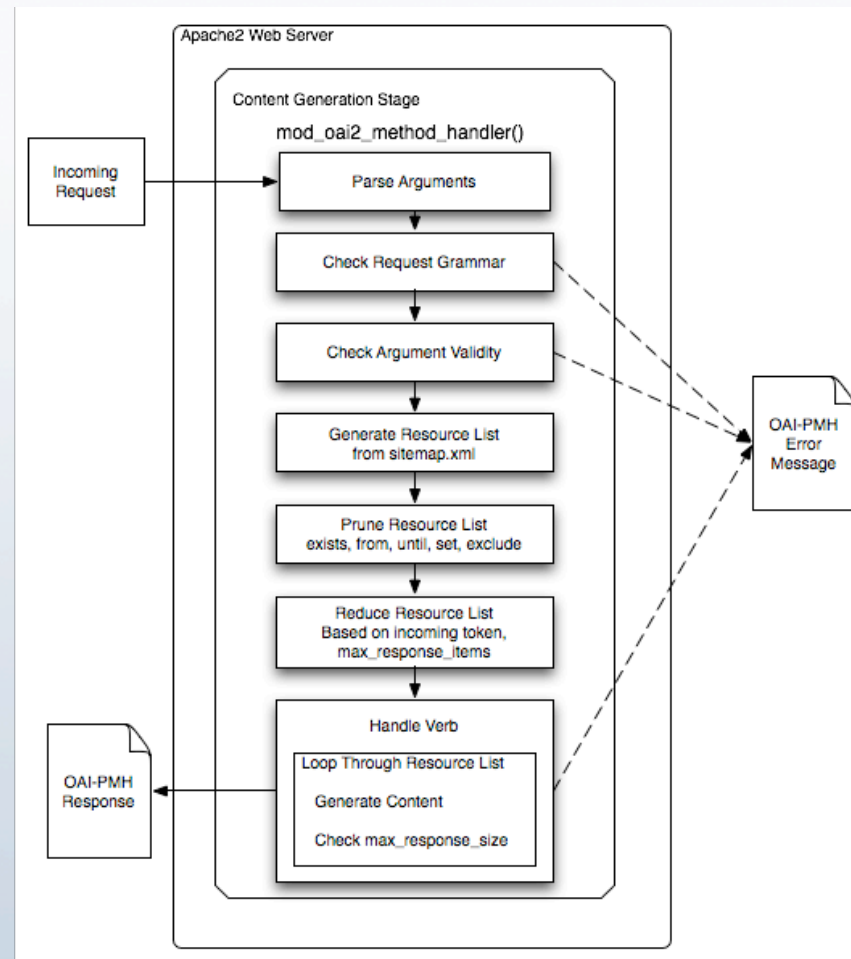 Apache2 Web Server
Content Generation Stage
mod_oai2_method_handler()
Incoming
Request
Parse Arguments
Check Request Grammar
Check Argument Validity
Generate Resource List
from sitemap.xml
OAI-PMH
Error
Message
Prune Resource List
exists, from, until, set, exclude
Reduce Resource List
Based on incoming token,
max_response_items
Handle Verb
Loop Through Resource List
Generate Content
Check max_response_size
OAI-PMH
Response